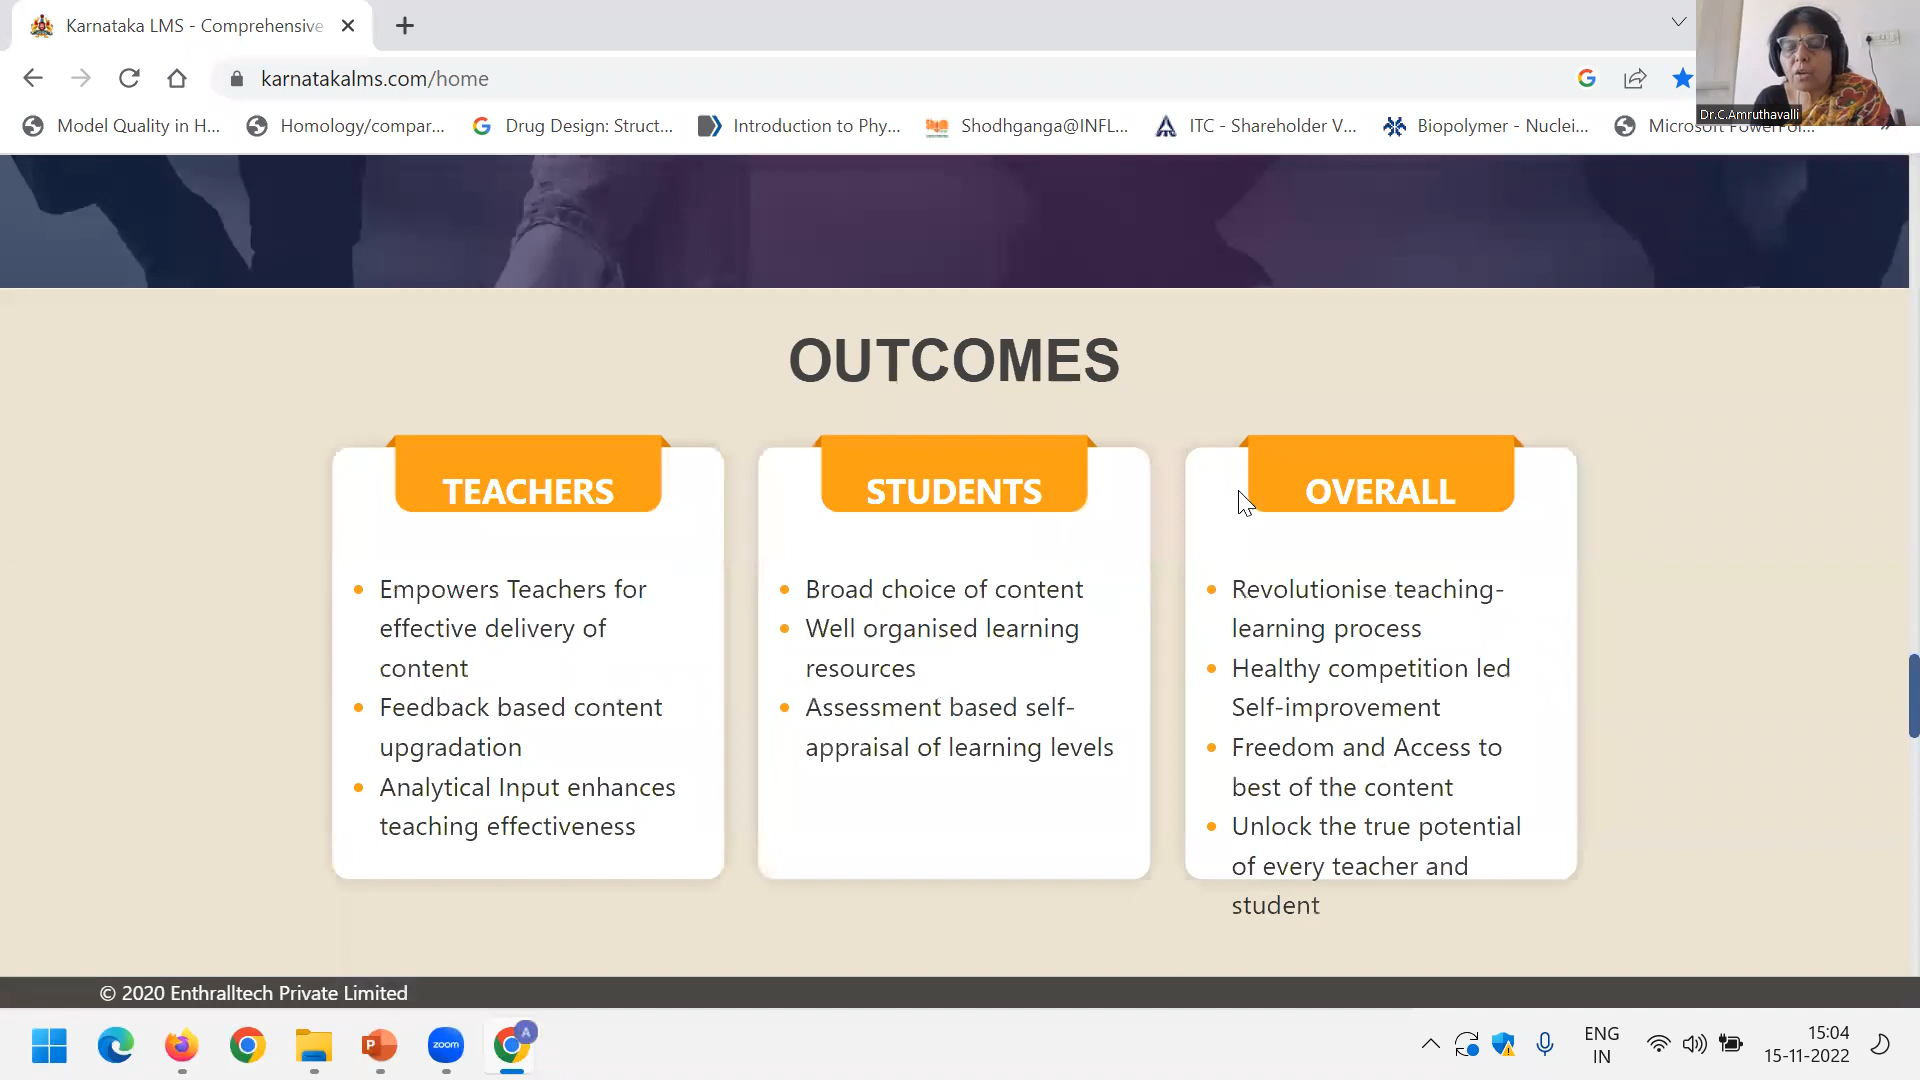 Karnataka LMS - Comprehensive
karnatakalms.com/home
Dr.C.Amruthavalli
Model Quality in H...
Homology/compar...
Drug Design: Struct...
Introduction to Phy...
Shodhganga@INFL...
ITC - Shareholder V...
Biopolymer - Nuclei...
OUTCOMES
TEACHERS
Empowers Teachers for
effective delivery of
content
Feedback based content
upgradation
Analytical Input enhances
teaching effectiveness
STUDENTS
Broad choice of content
Well organised learning
resources
Assessment based self-
appraisal of learning levels
OVERALL
Revolutionise teaching-
learning process
Healthy competition led
Self-improvement
Freedom and Access to
best of the content
Unlock the true potential
of every teacher and
student
© 2020 Enthralltech Private Limited
zoom
A
ENG
IN
15:04
15-11-2022